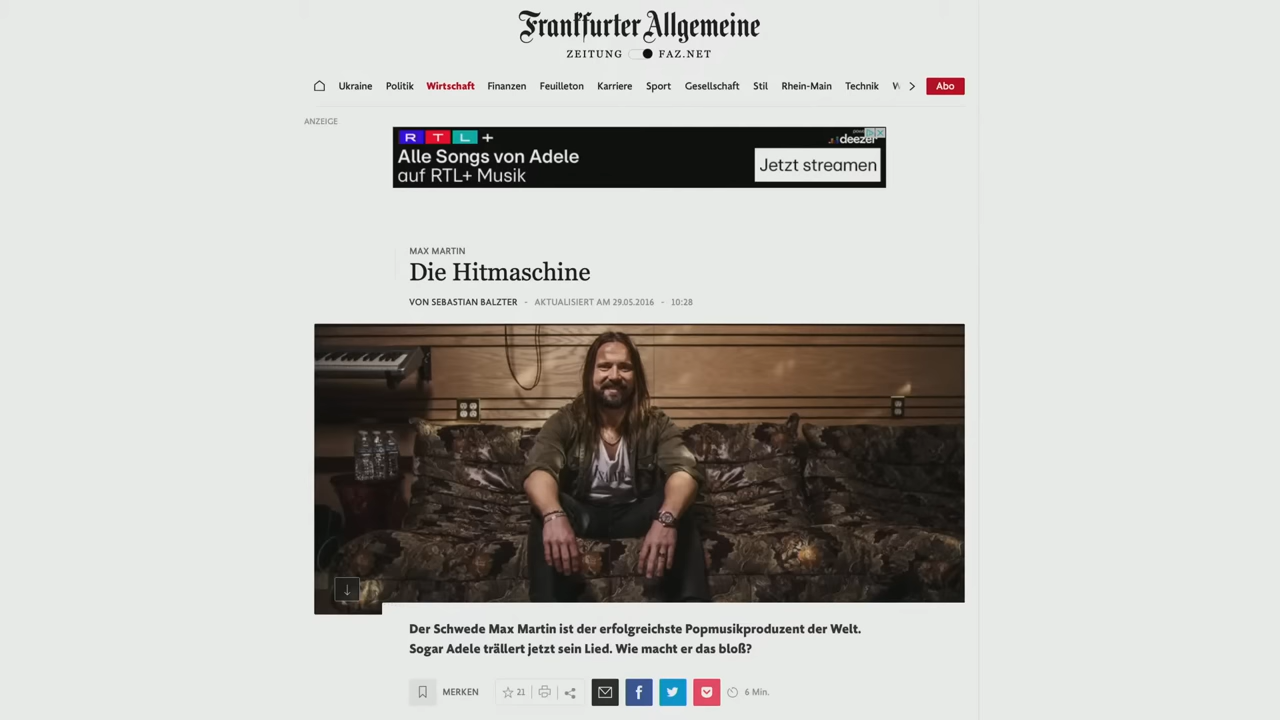 Frankfurter Allgemeine
ZEITUNG FAZ.NET
Ukraine Politik Wirtschaft Finanzen Feuilleton Karriere Sport Gesellschaft Stil Rhein-Main Technik Abo
ANZEIGE
R T L +
deezer
Alle Songs von Adele
auf RTL+ Musik
Jetzt streamen
MAX MARTIN
Die Hitmaschine
VON SEBASTIAN BALZTER - AKTUALISIERT AM 29.05.2016 - 10:28
Der Schwede Max Martin ist der erfolgreichste Popmusikproduzent der Welt.
Sogar Adele trällert jetzt sein Lied. Wie macht er das bloß?
MERKEN 21 6 Min.